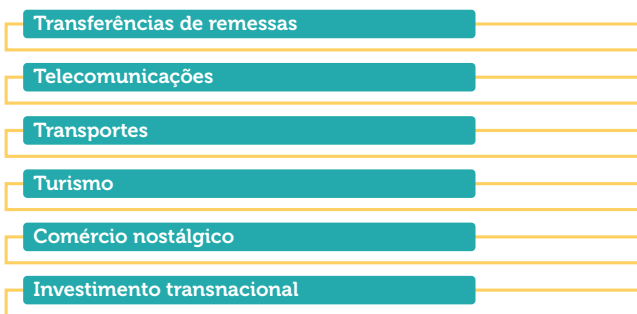 Transferências de remessas
Telecomunicações
Transportes
Turismo
Comércio nostálgico
Investimento transnacional